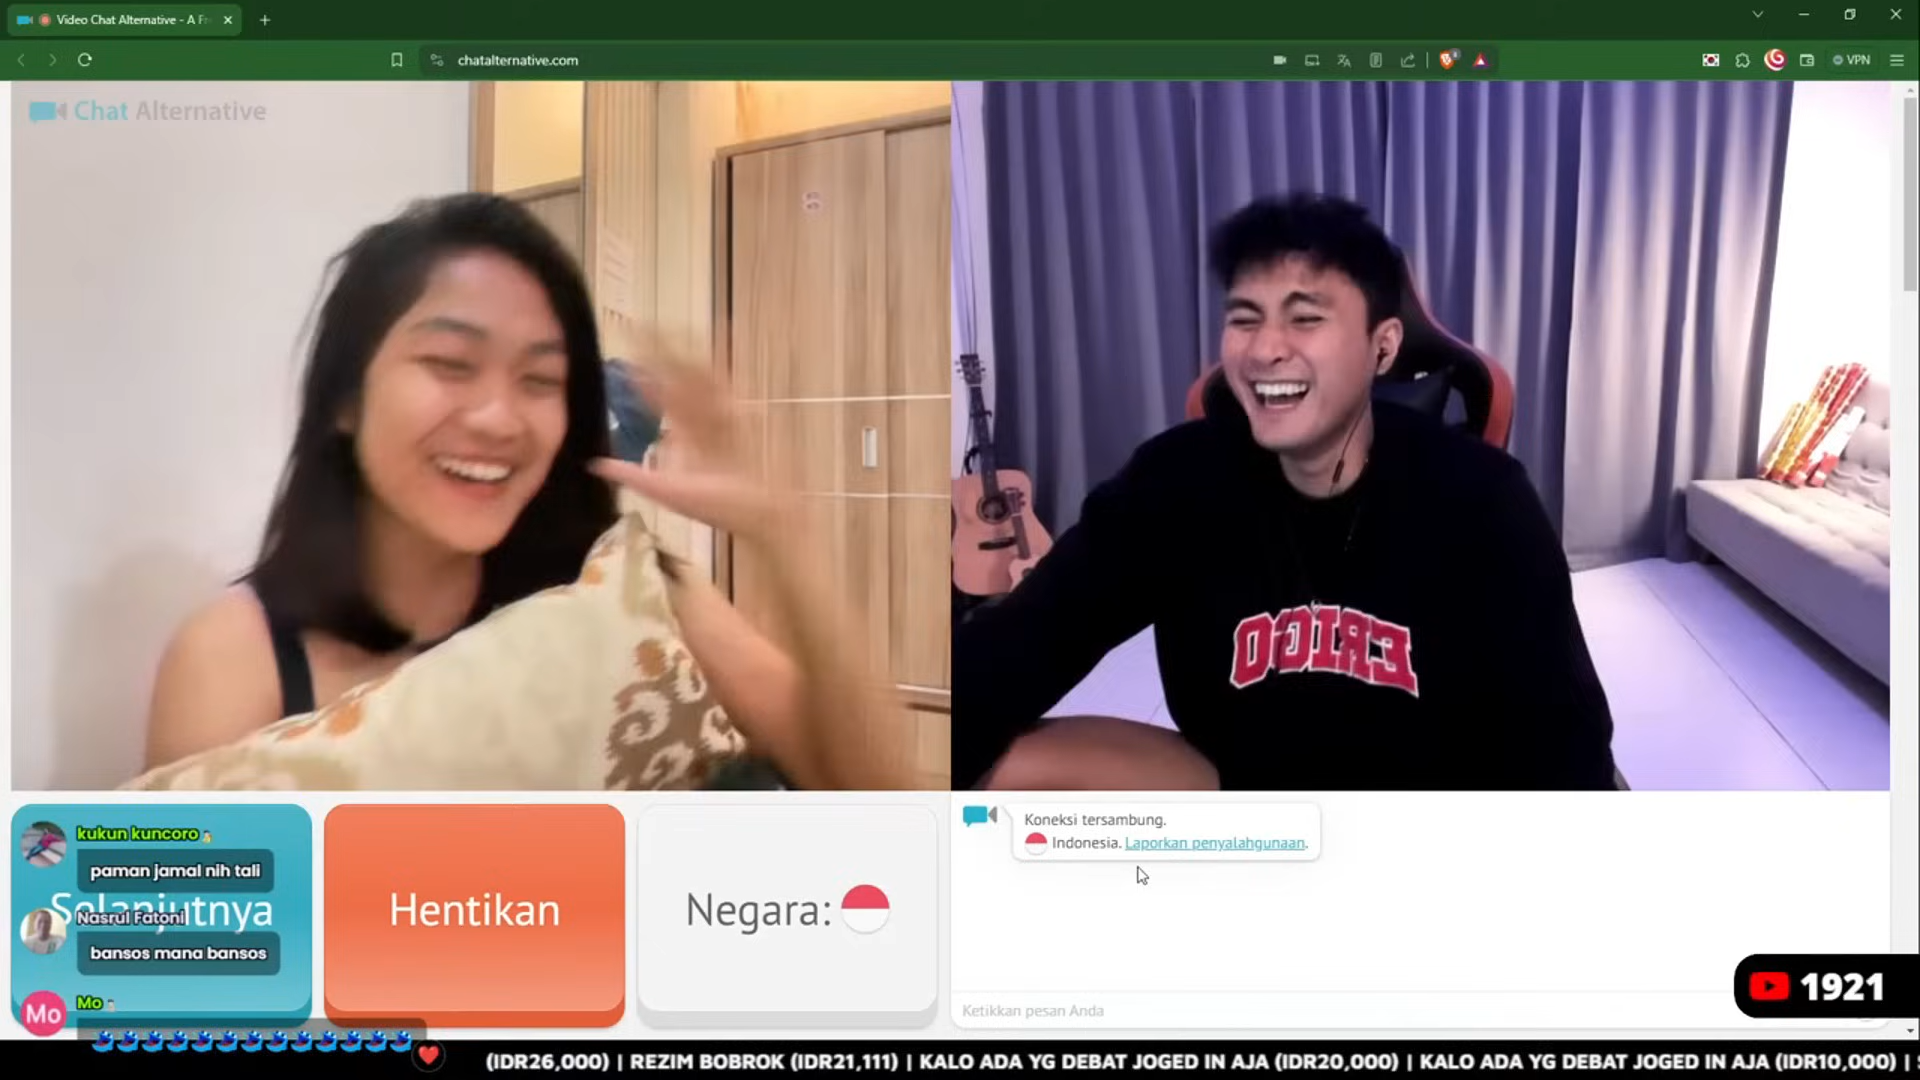 Video Chat Alternative - A Fr
chatalternative.com
VPN
Chat Alternative
ERIGO
Koneksi tersambung.
Indonesia. Laporkan penyalahgunaan.
kukun kuncoro
paman jamal nih tali
Selanjutnya
Nasrul Fatoni
bansos mana bansos
Mo
Mo
Hentikan
Negara:
Ketikkan pesan Anda
1921
(IDR26,000) | REZIM BOBROK (IDR21,111) | KALO ADA YG DEBAT JOGED IN AJA (IDR20,000) | KALO ADA YG DEBAT JOGED IN AJA (IDR10,000) |